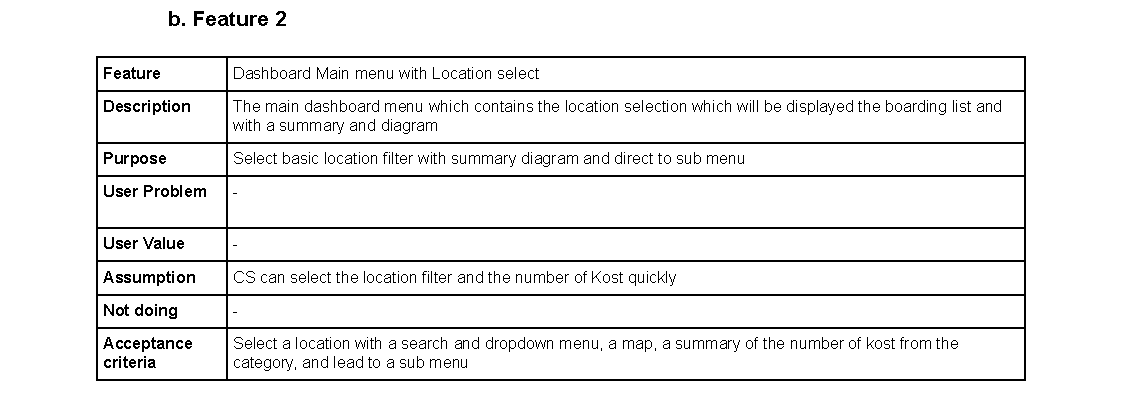 b. Feature 2
Feature
Dashboard Main menu with Location select
Description
The main dashboard menu which contains the location selection which will be displayed the boarding list and
with a summary and diagram
Purpose
Select basic location filter with summary diagram and direct to sub menu
User Problem
-
User Value
-
Assumption
CS can select the location filter and the number of Kost quickly
Not doing
-
Acceptance
criteria
Select a location with a search and dropdown menu, a map, a summary of the number of kost from the
category, and lead to a sub menu